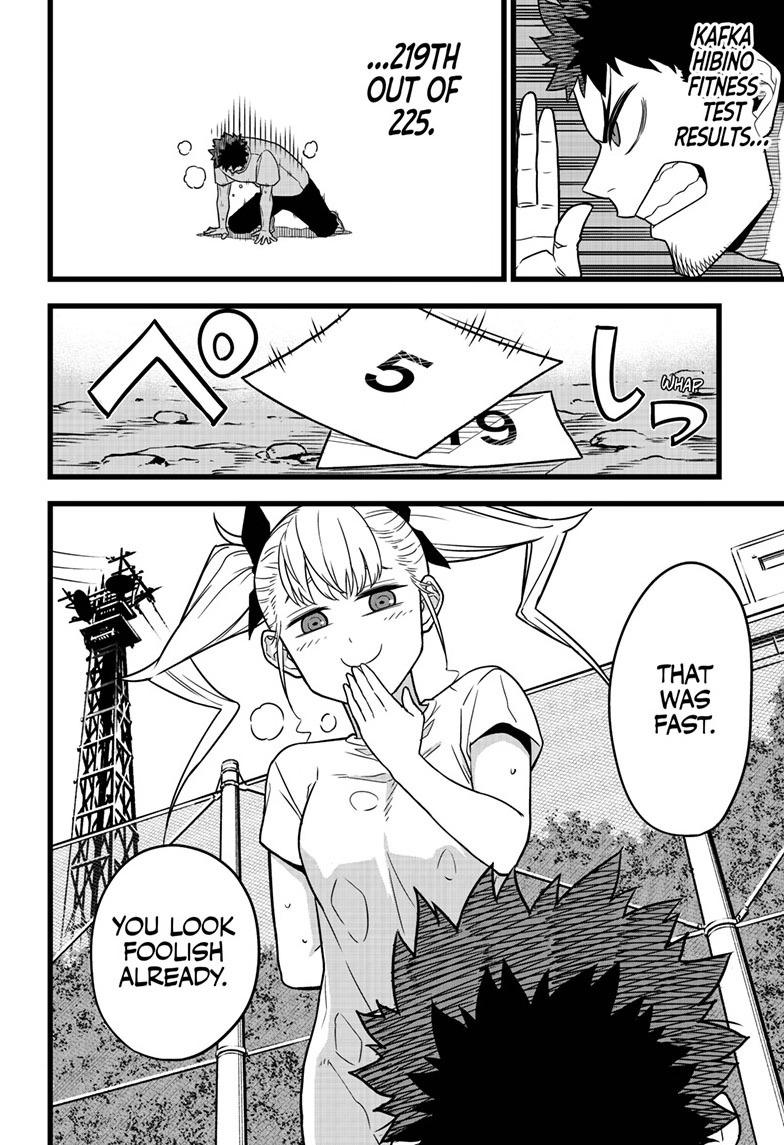 KAFKA
HIBINO
FITNESS
TEST
RESULTS...
...219TH
OUT OF
225.
ペしっ
WHAP
5
19
THAT
WAS
FAST.
YOU LOOK
FOOLISH
ALREADY.